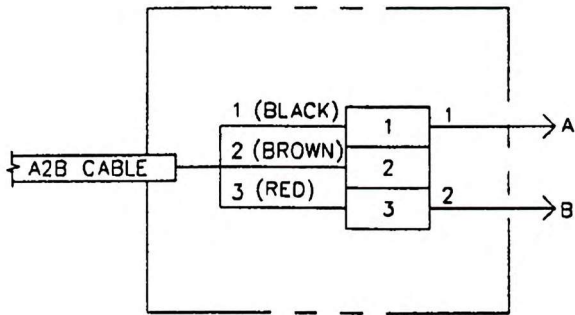 1 (BLACK)
1
1
A
A2B CABLE
2 (BROWN)
2
3 (RED)
3
2
B